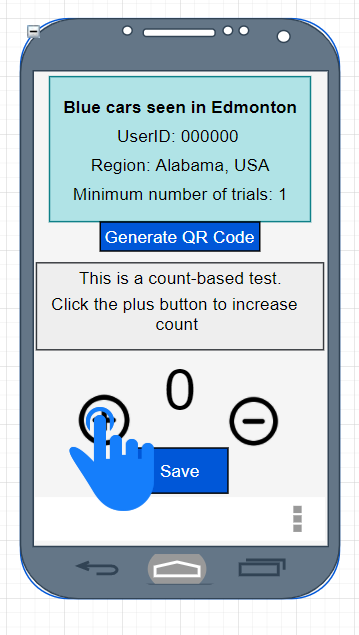 Blue cars seen in Edmonton
UserID: 000000
Region: Alabama, USA
Minimum number of trials: 1
Generate QR Code
This is a count-based test.
Click the plus button to increase
count
0
Save